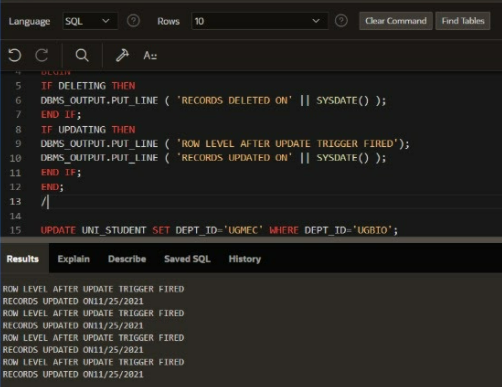 Language SQL Rows 10 Clear Command Find Tables
A
4 BEGIN
5 IF DELETING THEN
6 DBMS_OUTPUT.PUT_LINE ( 'RECORDS DELETED ON' || SYSDATE() );
7 END IF;
8 IF UPDATING THEN
9 DBMS_OUTPUT.PUT_LINE ( 'ROW LEVEL AFTER UPDATE TRIGGER FIRED');
10 DBMS_OUTPUT.PUT_LINE ( 'RECORDS UPDATED ON' || SYSDATE() );
11 END IF;
12 END;
13 /
14
15 UPDATE UNI_STUDENT SET DEPT_ID='UGMEC' WHERE DEPT_ID='UGBIO';
Results Explain Describe Saved SQL History
ROW LEVEL AFTER UPDATE TRIGGER FIRED
RECORDS UPDATED ON11/25/2021
ROW LEVEL AFTER UPDATE TRIGGER FIRED
RECORDS UPDATED ON11/25/2021
ROW LEVEL AFTER UPDATE TRIGGER FIRED
RECORDS UPDATED ON11/25/2021
ROW LEVEL AFTER UPDATE TRIGGER FIRED
RECORDS UPDATED ON11/25/2021